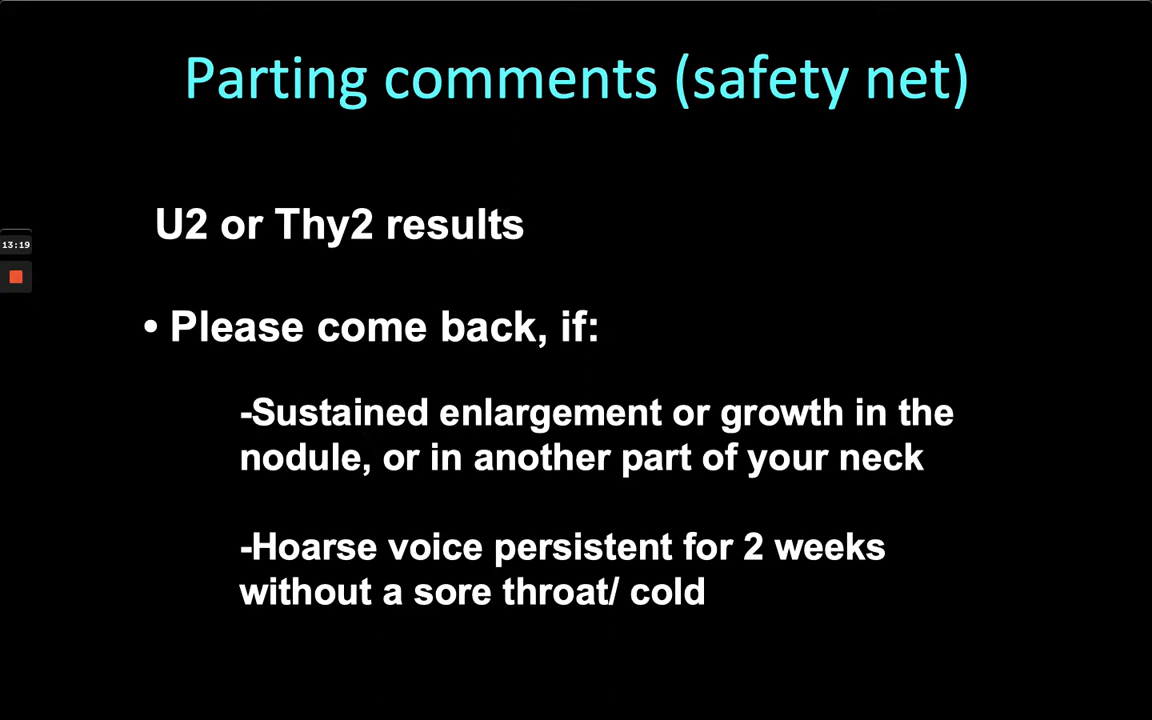 Parting comments (safety net)
U2 or Thy2 results
13:19
• Please come back, if:
-Sustained enlargement or growth in the
nodule, or in another part of your neck
-Hoarse voice persistent for 2 weeks
without a sore throat/ cold